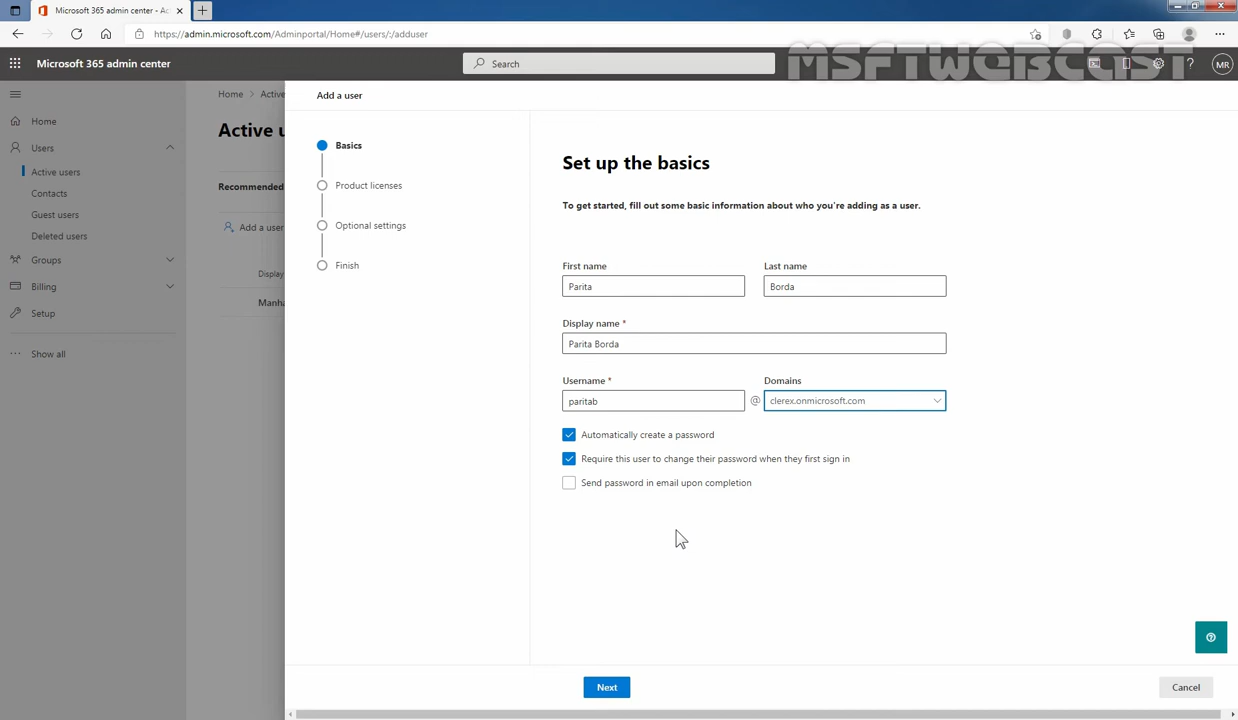 Microsoft 365 admin center - Ac
https://admin.microsoft.com/Adminportal/Home#/users/:/adduser
MSFTWEBCAST
Microsoft 365 admin center
Search
MR
Home
Users
Active users
Contacts
Guest users
Deleted users
Groups
Billing
Setup
Show all
Home > Active
Active u
Recommended
Add a user
Display
Manha
Add a user
Basics
Product licenses
Optional settings
Finish
Set up the basics
To get started, fill out some basic information about who you're adding as a user.
First name
Last name
Parita
Borda
Display name *
Parita Borda
Username *
Domains
paritab
@
clerex.onmicrosoft.com
Automatically create a password
Require this user to change their password when they first sign in
Send password in email upon completion
Next
Cancel